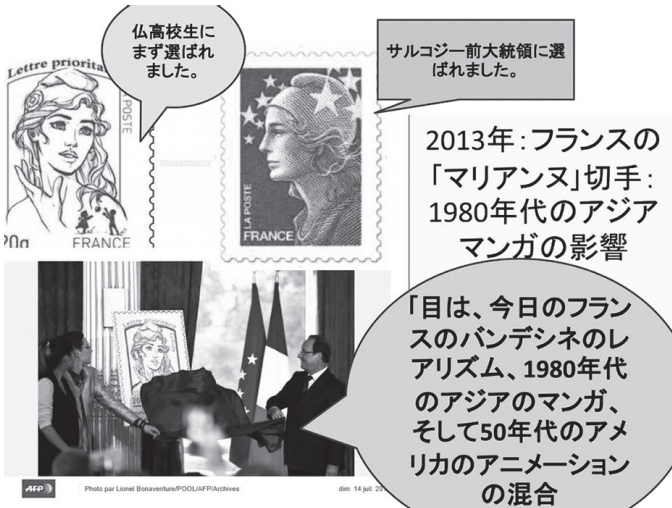 仏高校生に
まず選ばれ
ました。
サルコジー前大統領に選
ばれました。
Lettre priorita
POSTE
20g
FRANCE
LA POSTE
FRANCE
2013年：フランスの
「マリアンヌ」切手：
1980年代のアジア
マンガの影響
「目は、今日のフラン
スのバンデシネのレ
アリズム、1980年代
のアジアのマンガ、
そして50年代のアメ
リカのアニメーション
の混合
AFP
Photo par Lionel Bonaventure/POOL/AFP/Archives
dim. 14 juil.